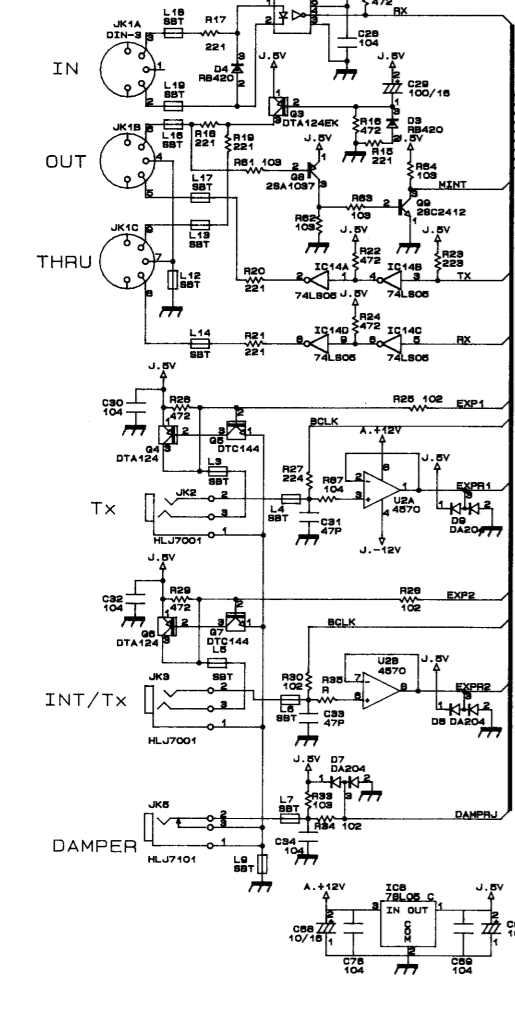 L18
SBT
R17
221
JK1A
DIN-3
IN
D4
RB420
L19
SBT
472
RX
C28
104
J.5V
J.5V
C29
100/16
Q3
DTA124EK
R16
472
D3
RB420
R15
221
J.5V
JK1B
L16
SBT
R18
221
R19
221
OUT
R61 103
J.5V
Q8
2SA1037
R64
103
MINT
L17
SBT
R63
103
Q9
2SC2412
R62
103
JK1C
L13
SBT
THRU
L12
SBT
R20
221
IC14A
74LS05
J.5V
R22
472
IC14B
74LS05
J.5V
R23
223
TX
L14
SBT
R21
221
IC14D
74LS05
J.5V
R24
472
IC14C
74LS05
RX
J.5V
C30
104
R28
472
R25 102
EXP1
Q4
DTA124
Q5
DTC144
L3
SBT
BCLK
A.+12V
R27
224
R67
104
J.5V
Tx
JK2
L4
SBT
U2A
4570
EXPR1
C31
47P
D9
DA204
HLJ7001
J.-12V
J.5V
C32
104
R29
472
R26
102
EXP2
Q6
DTA124
Q7
DTC144
L5
SBT
BCLK
R30
102
R35
R
U2B
4570
J.5V
INT/Tx
JK3
L6
SBT
EXPR2
C33
47P
D8 DA204
HLJ7001
J.5V
D7
DA204
R33
103
JK5
L7
SBT
R34 102
DAMPRJ
DAMPER
C34
104
HLJ7101
L9
SBT
A.+12V
IC6
78L05 C
J.5V
IN OUT
COM
C68
10/16
C76
104
C69
104